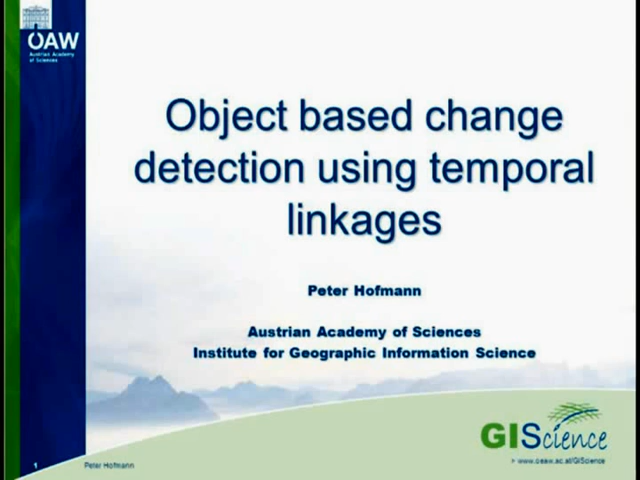 ÖAW
Austrian Academy
of Sciences
Object based change
detection using temporal
linkages
Peter Hofmann
Austrian Academy of Sciences
Institute for Geographic Information Science
GIScience
> www.oeaw.ac.at/GIScience
1
Peter Hofmann